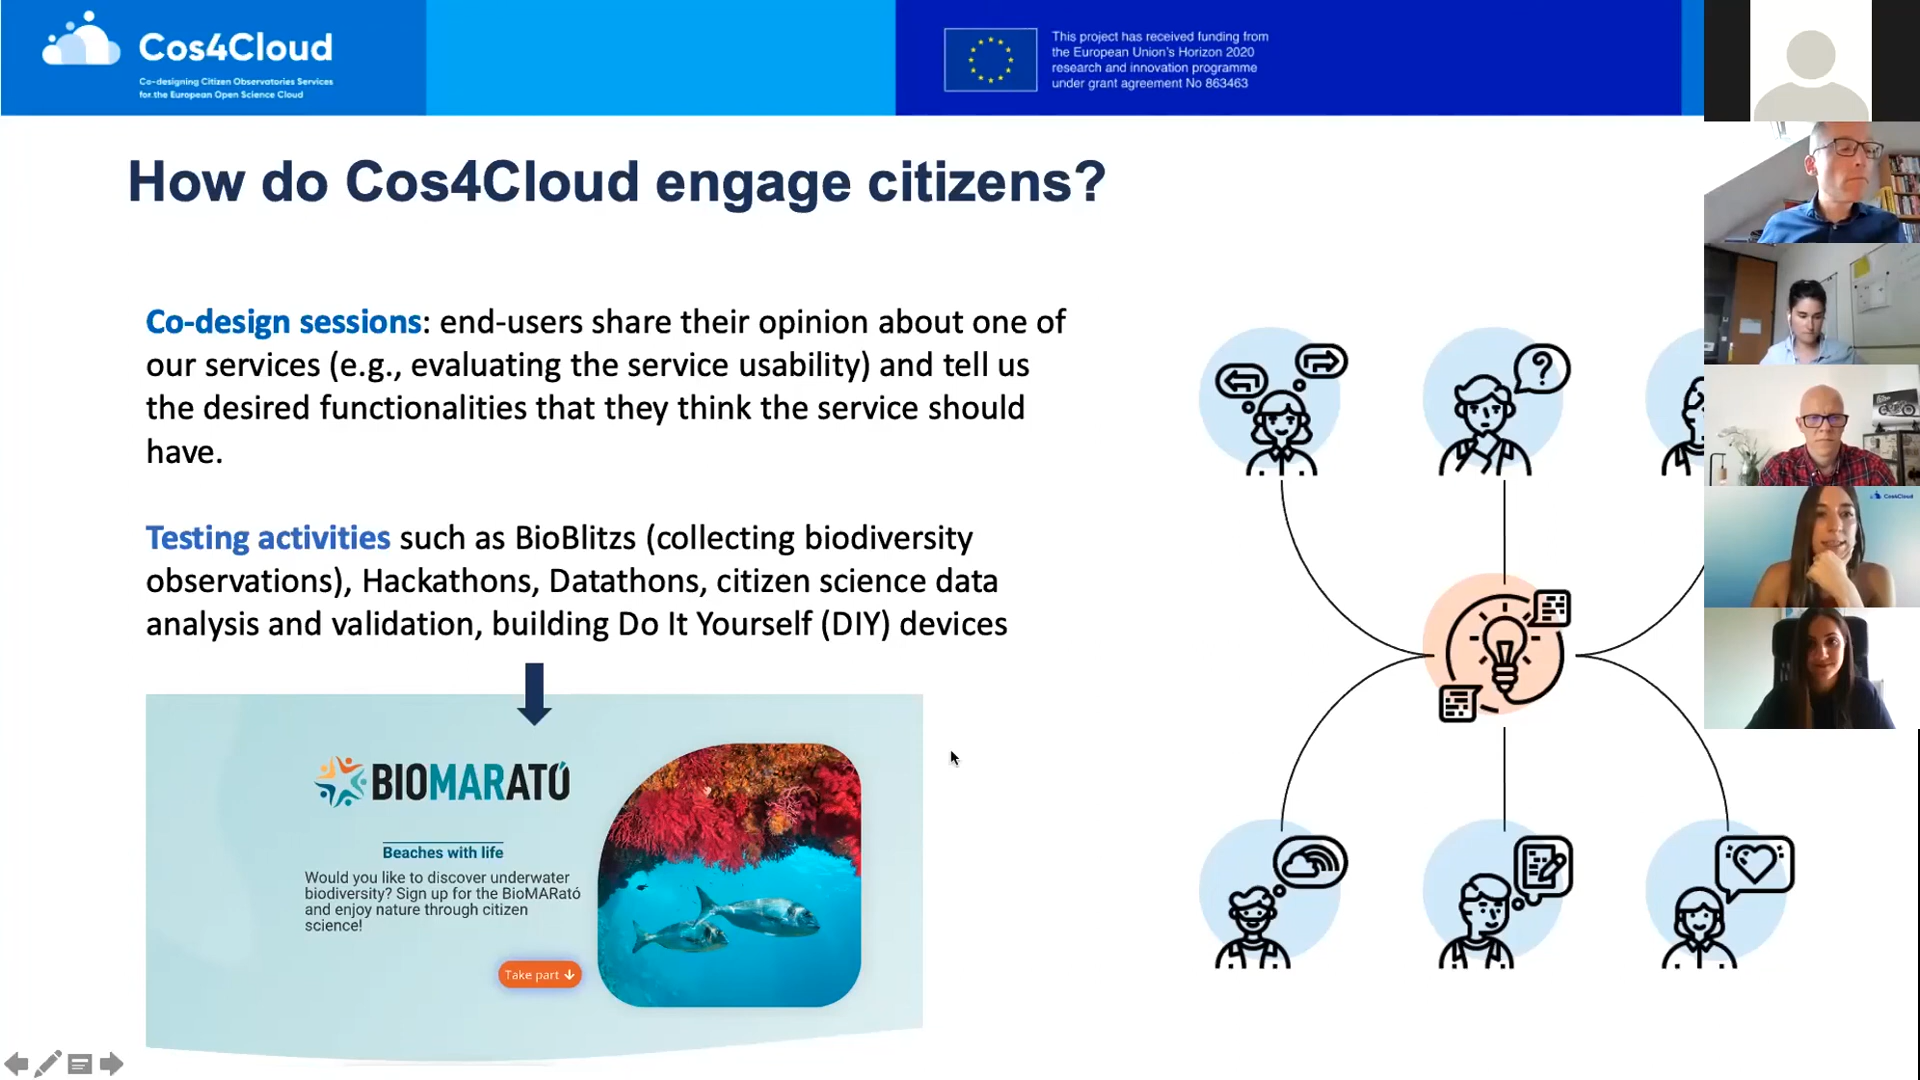 Cos4Cloud
Co-designing Citizen Observatories Services
for the European Open Science Cloud
This project has received funding from
the European Union's Horizon 2020
research and innovation programme
under grant agreement No 863463
How do Cos4Cloud engage citizens?
Co-design sessions: end-users share their opinion about one of
our services (e.g., evaluating the service usability) and tell us
the desired functionalities that they think the service should
have.
Testing activities such as BioBlitzs (collecting biodiversity
observations), Hackathons, Datathons, citizen science data
analysis and validation, building Do It Yourself (DIY) devices
BIOMARATÓ
Beaches with life
Would you like to discover underwater
biodiversity? Sign up for the BioMARató
and enjoy nature through citizen
science!
Take part
?
Cos4Cloud